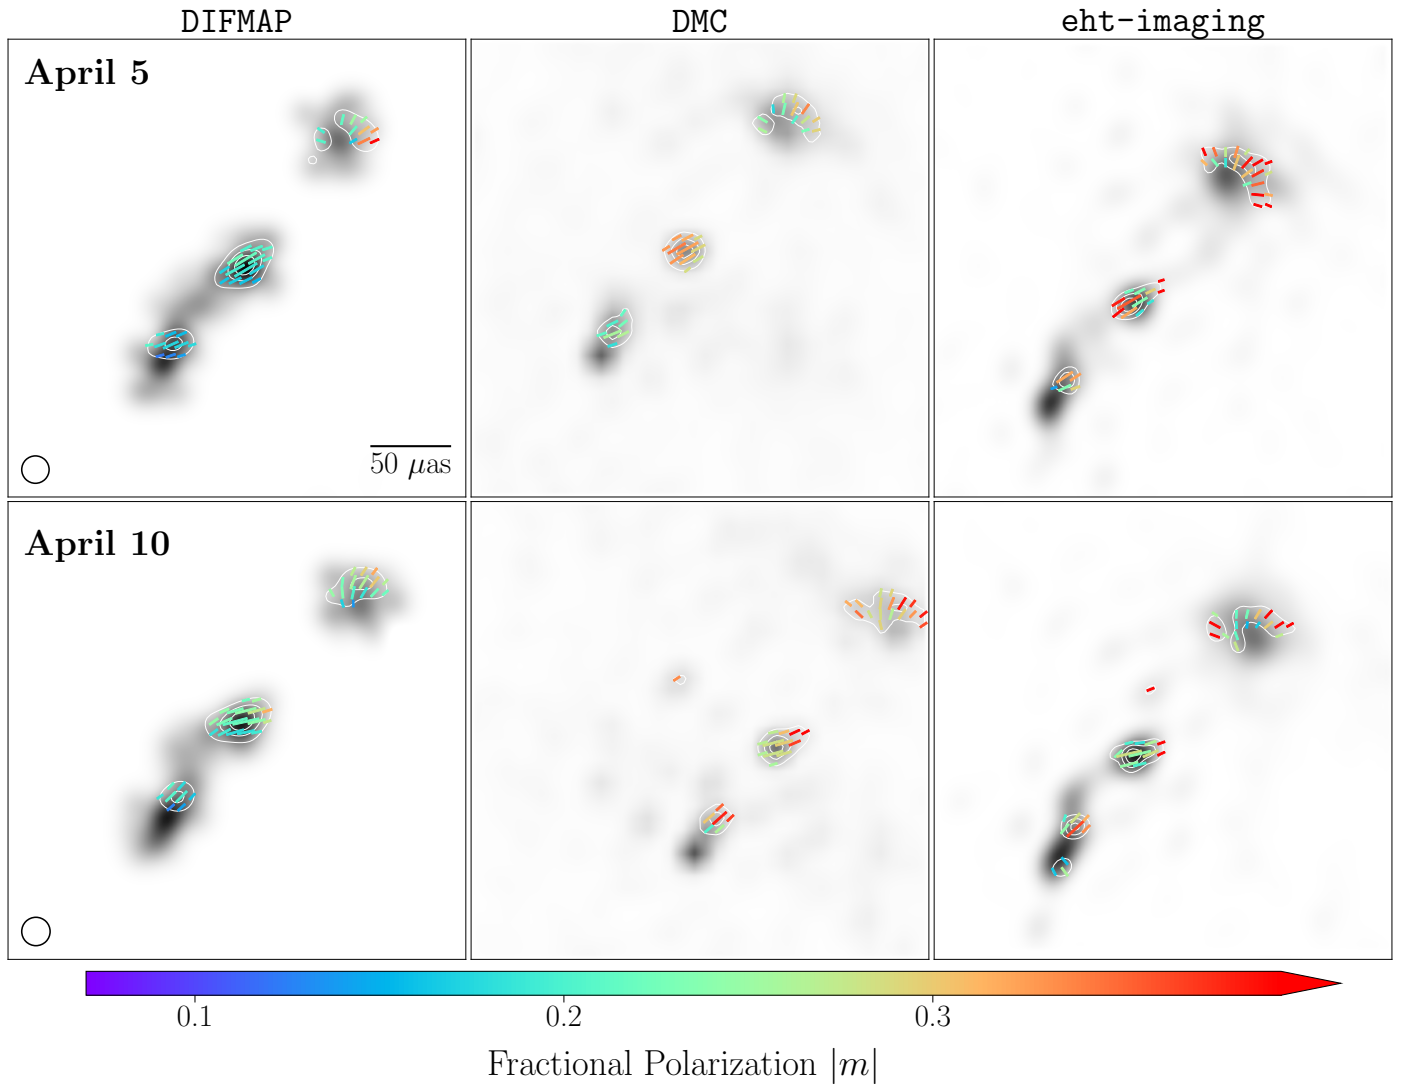 DIFMAP DMC eht-imaging
April 5
50 μas
April 10
0.1 0.2 0.3
Fractional Polarization |m|